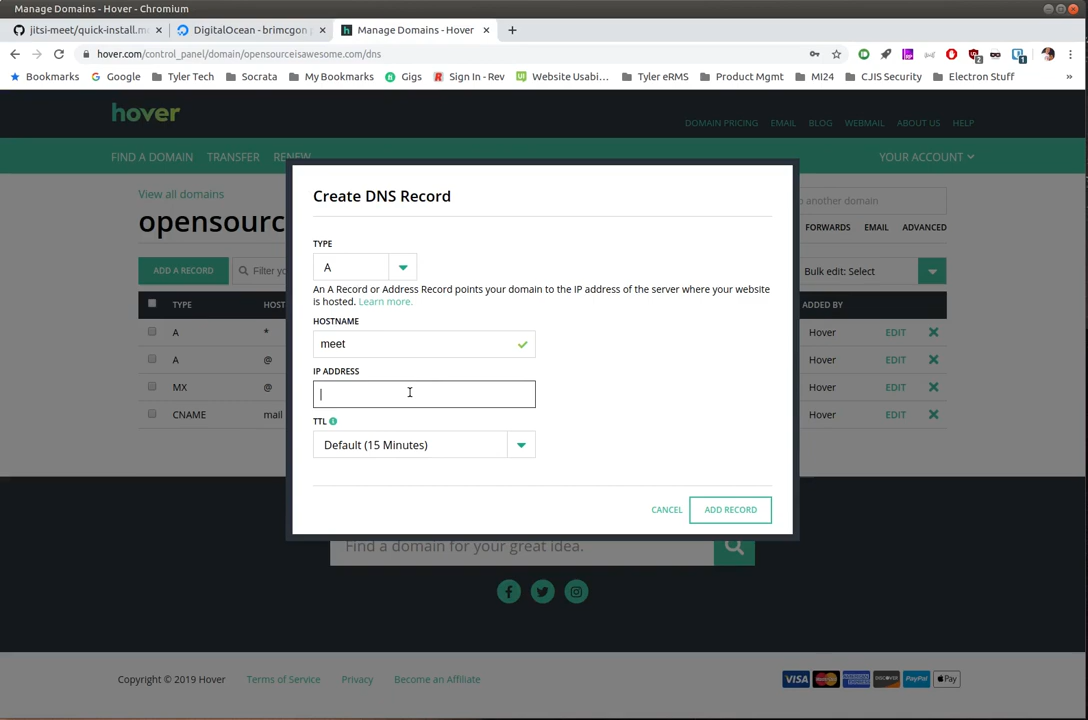 Manage Domains - Hover - Chromium
jitsi-meet/quick-install.m
DigitalOcean - brimcgon
Manage Domains - Hover
hover.com/control_panel/domain/opensourceisawesome.com/dns
Bookmarks
Google
Tyler Tech
Socrata
My Bookmarks
Gigs
Sign In - Rev
Website Usabi...
Tyler eRMS
Product Mgmt
MI24
CJIS Security
Electron Stuff
»
hover
DOMAIN PRICING
EMAIL
BLOG
WEBMAIL
ABOUT US
HELP
FIND A DOMAIN
TRANSFER
RENEW
YOUR ACCOUNT
View all domains
opensourc
another domain
FORWARDS
EMAIL
ADVANCED
ADD A RECORD
Filter yo
Bulk edit: Select
TYPE
HOST
ADDED BY
A
*
Hover
EDIT
A
@
Hover
EDIT
MX
@
Hover
EDIT
CNAME
mail
Hover
EDIT
Create DNS Record
TYPE
A
An A Record or Address Record points your domain to the IP address of the server where your website
is hosted. Learn more.
HOSTNAME
meet
IP ADDRESS
TTL
Default (15 Minutes)
CANCEL
ADD RECORD
Find a domain for your great idea.
Copyright © 2019 Hover
Terms of Service
Privacy
Become an Affiliate
VISA
PayPal
Pay